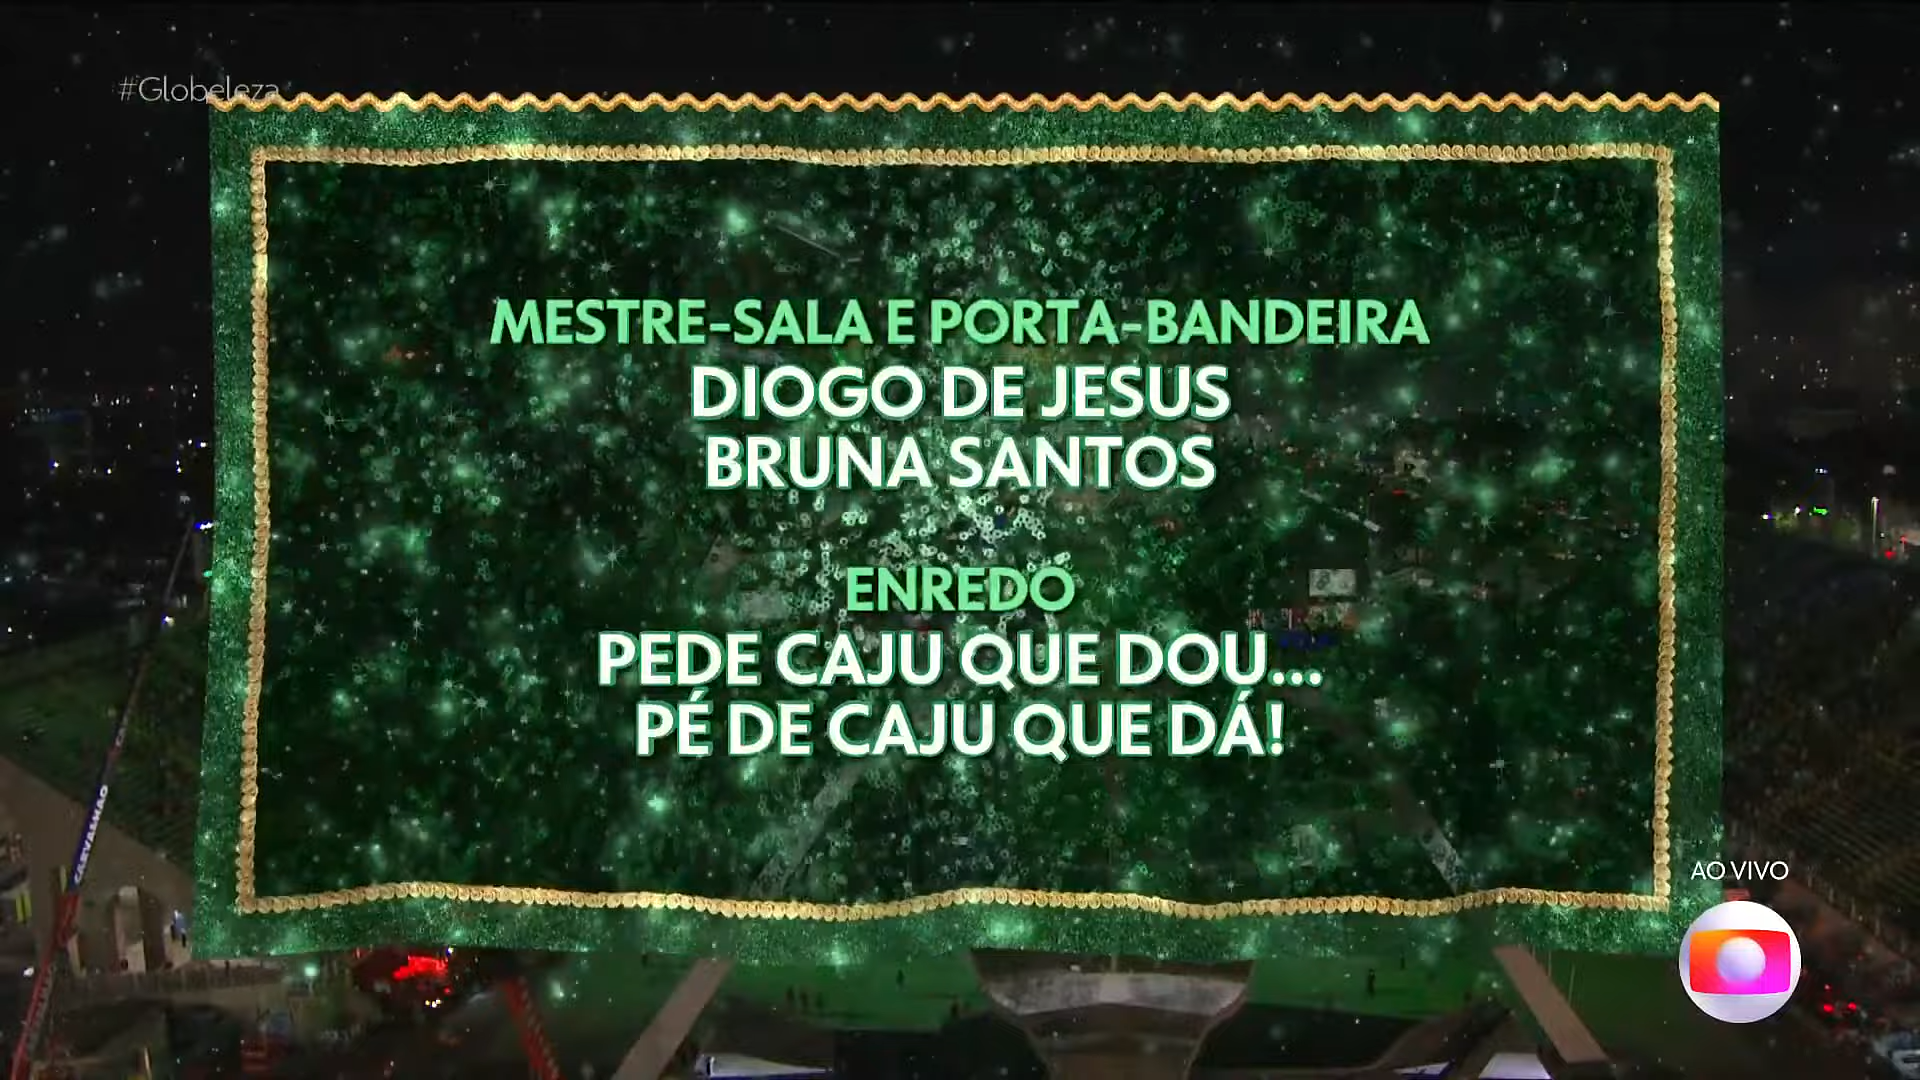 #Globeleza
MESTRE-SALA E PORTA-BANDEIRA
DIOGO DE JESUS
BRUNA SANTOS
ENREDO
PEDE CAJU QUE DOU...
PÉ DE CAJU QUE DÁ!
CARVALHÃO
AO VIVO